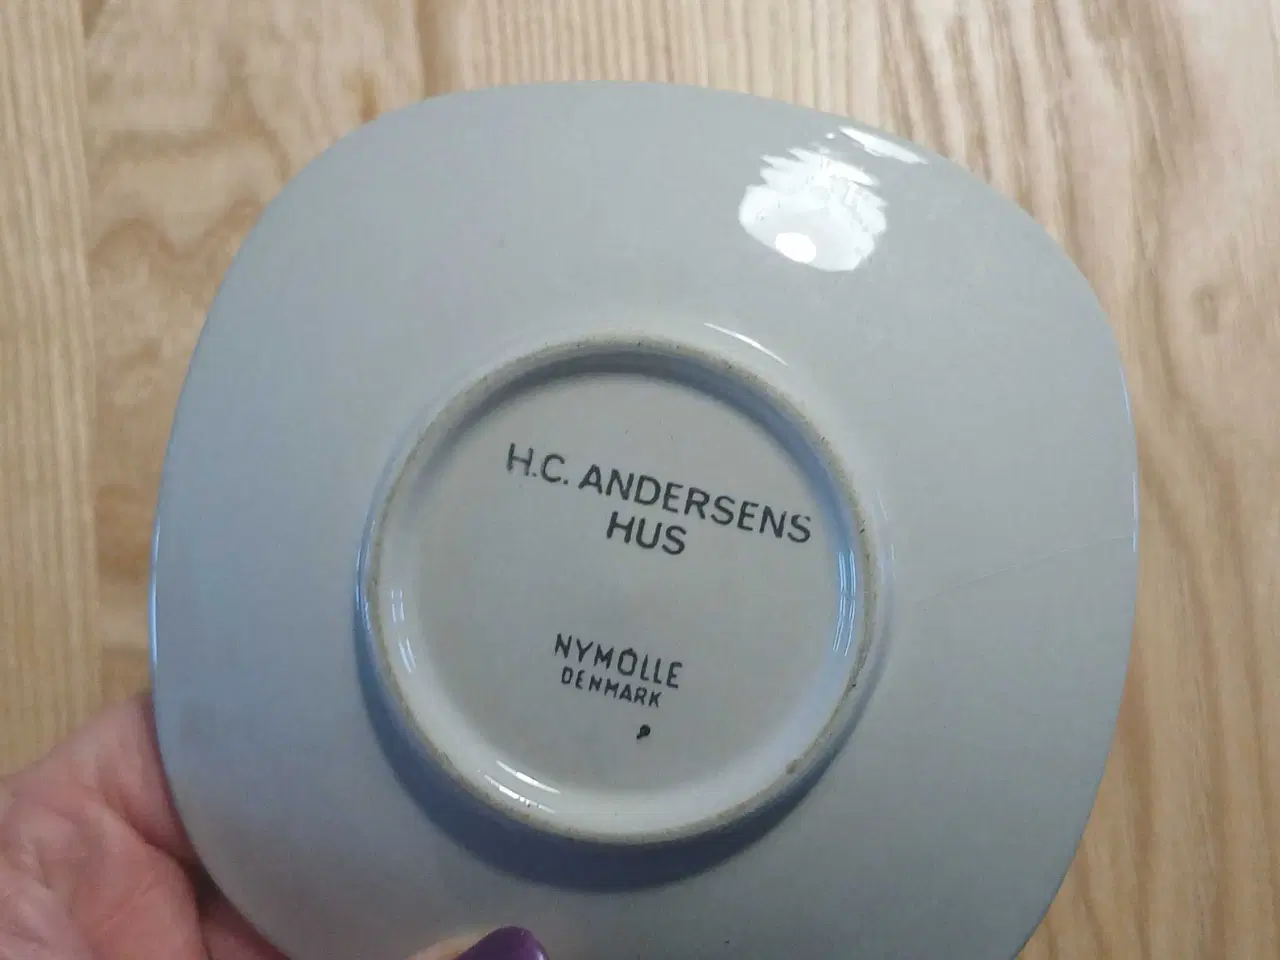 H.C. ANDERSENS
HUS
NYMÖLLE
DENMARK